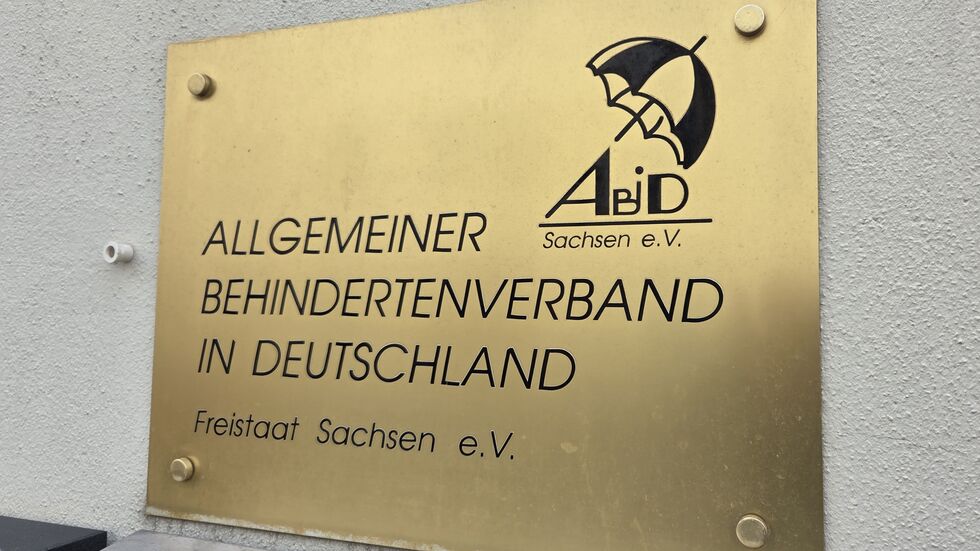 ABiD
Sachsen e.V.
ALLGEMEINER
BEHINDERTENVERBAND
IN DEUTSCHLAND
Freistaat Sachsen e.V.